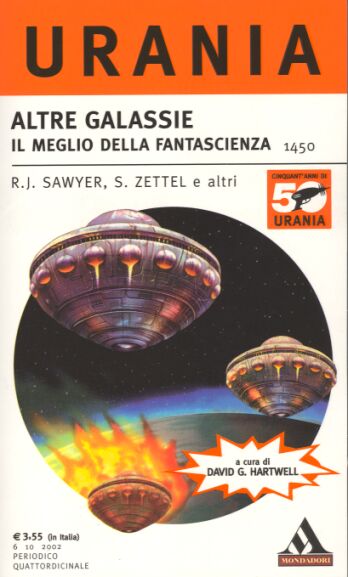 URANIA
ALTRE GALASSIE
IL MEGLIO DELLA FANTASCIENZA 1450
R.J. SAWYER, S. ZETTEL e altri
CINQUANT'ANNI DI
50
URANIA
a cura di
DAVID G. HARTWELL
€ 3,55 (in Italia)
6 10 2002
PERIODICO
QUATTORDICINALE
MONDADORI